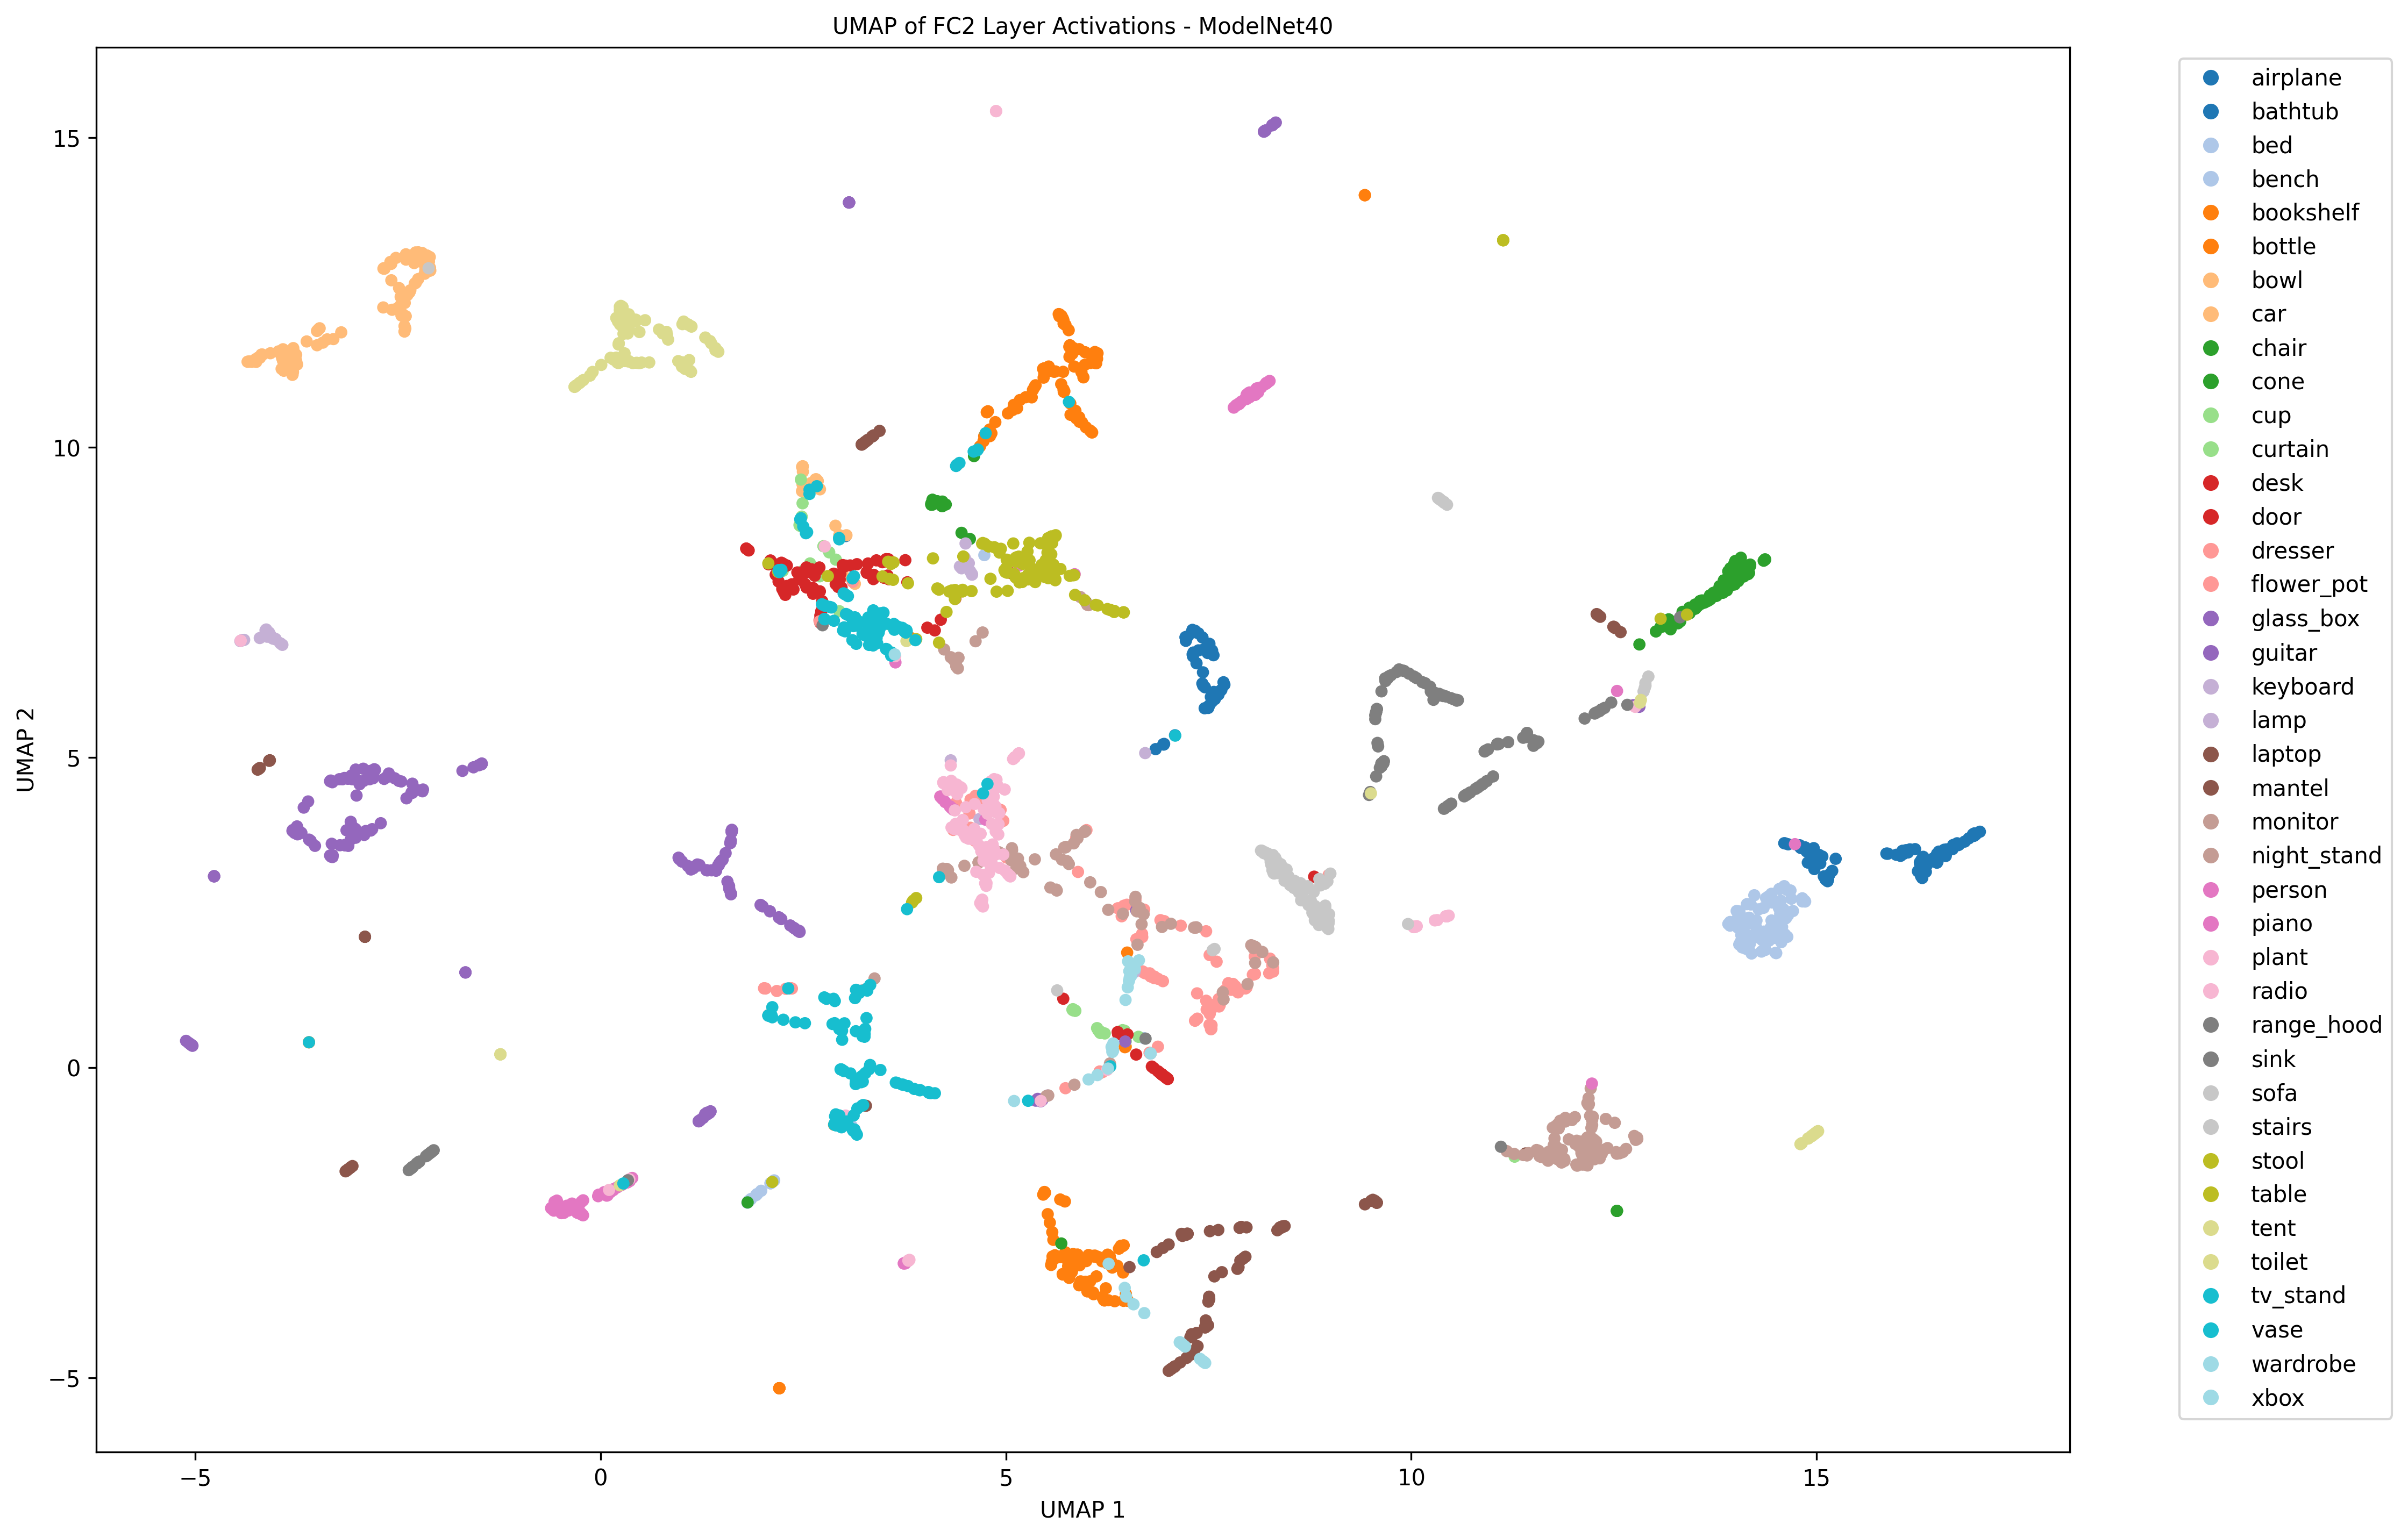 UMAP of FC2 Layer Activations - ModelNet40
15
10
5
0
−5
UMAP 2
−5
0
5
10
15
UMAP 1
airplane
bathtub
bed
bench
bookshelf
bottle
bowl
car
chair
cone
cup
curtain
desk
door
dresser
flower_pot
glass_box
guitar
keyboard
lamp
laptop
mantel
monitor
night_stand
person
piano
plant
radio
range_hood
sink
sofa
stairs
stool
table
tent
toilet
tv_stand
vase
wardrobe
xbox